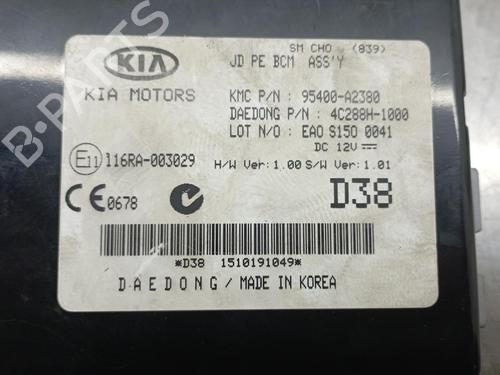 SM CHO (839)
KIA
JD PE BCM ASS'Y
KIA MOTORS
KMC P/N : 95400-A2380
DAEDONG P/N : 4C288H-1000
LOT N/O : EAO S150 0041
DC 12V
E11 116RA-003029
H/W Ver: 1.00 S/W Ver: 1.01
CE 0678
D38
*D38 1510191049*
DAEDONG / MADE IN KOREA
B-PARTS